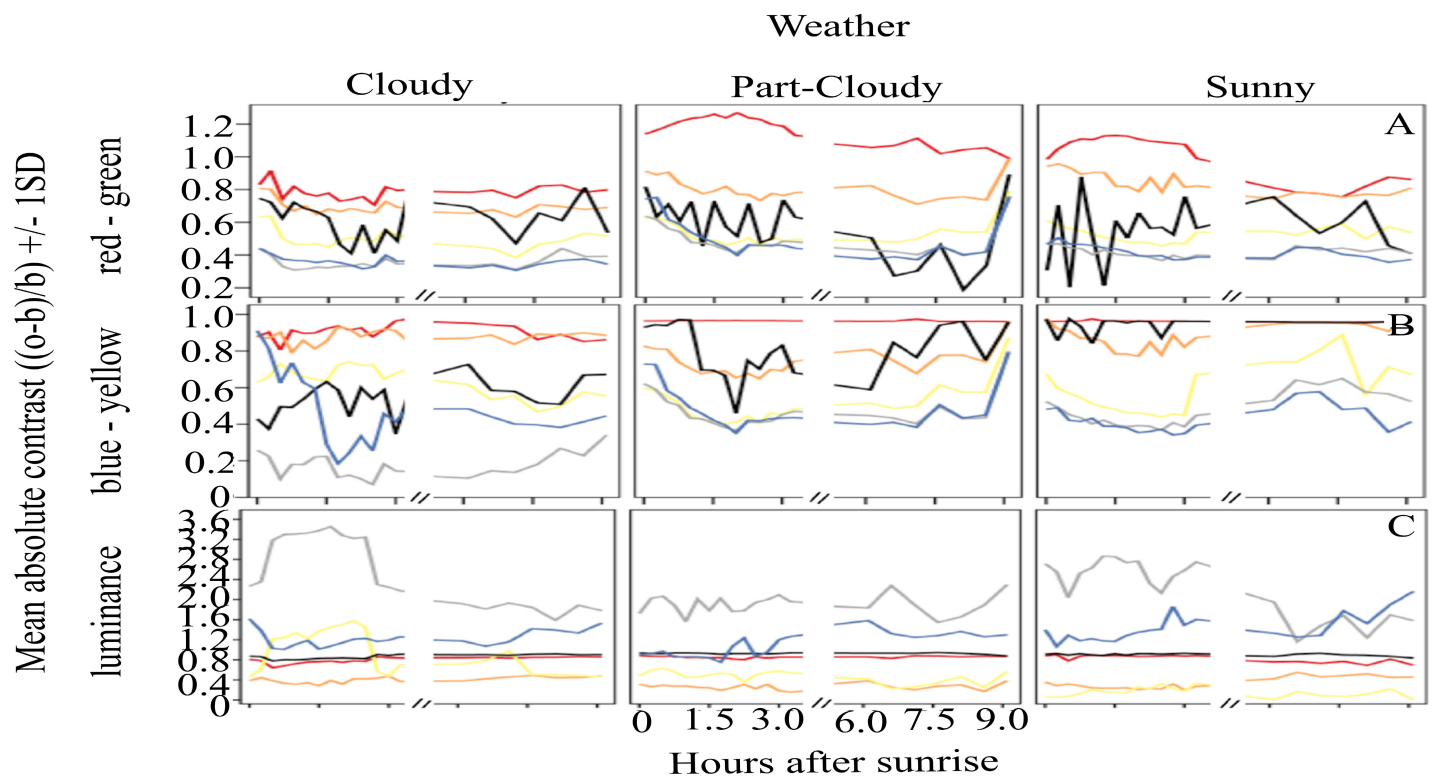 Weather
Cloudy Part-Cloudy Sunny
Mean absolute contrast ((o-b)/b) +/- 1SD
red - green
1.2
1.0
0.8
0.6
0.4
0.2
A
blue - yellow
1.0
0.8
0.6
0.4
0.2
0
B
luminance
3.6
3.2
2.8
2.4
2.0
1.6
1.2
0.8
0.4
0
C
// // //
// // //
// // //
0 1.5 3.0 6.0 7.5 9.0
Hours after sunrise